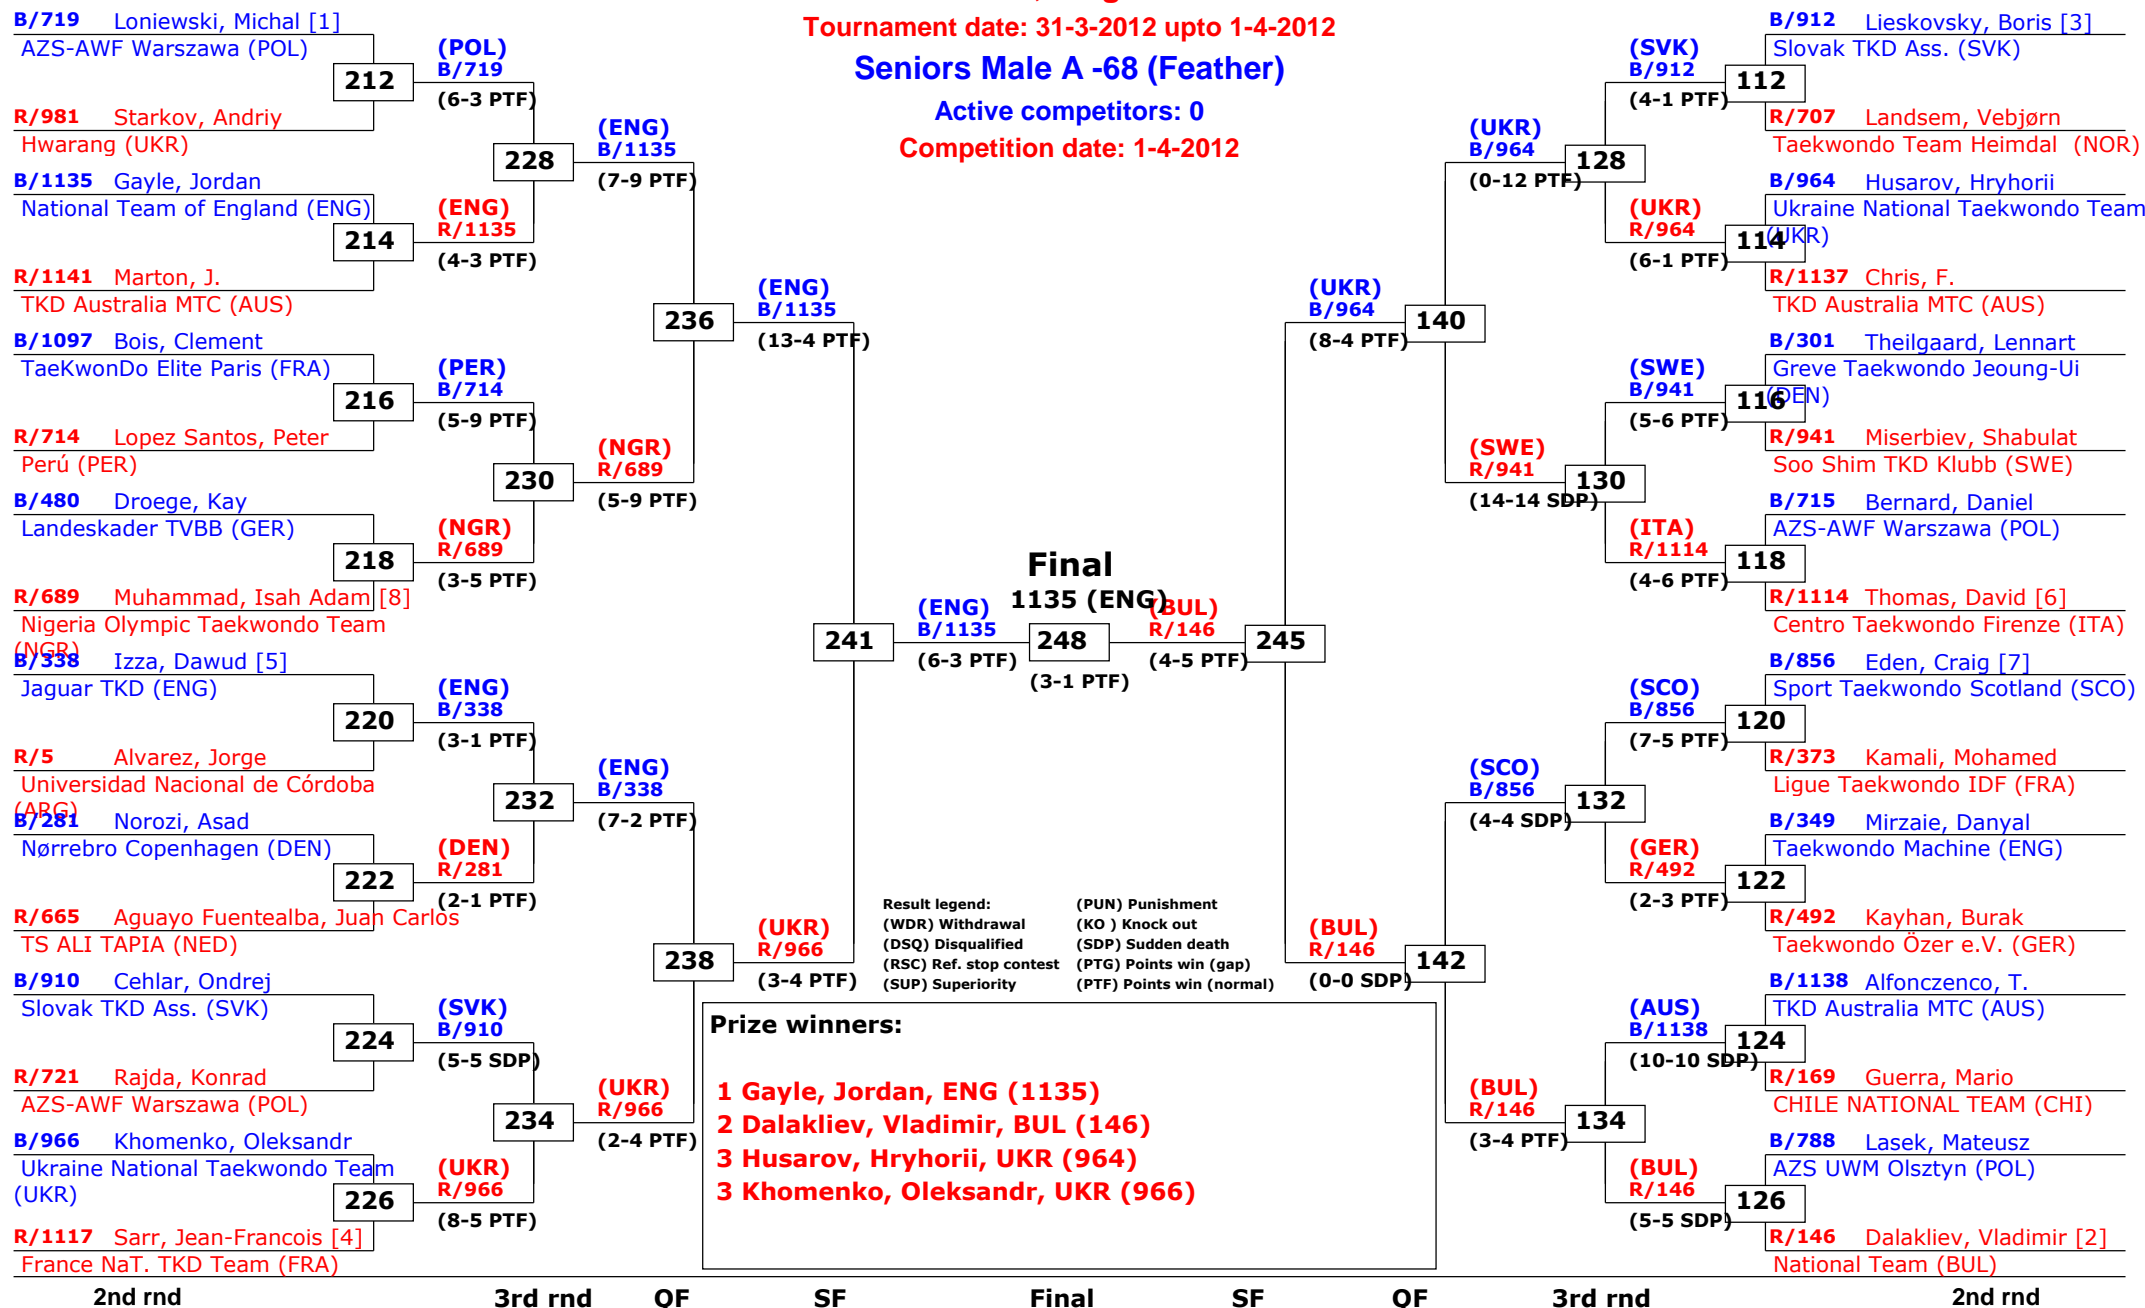 Tournament date: 31-3-2012 upto 1-4-2012
Seniors Male A -68 (Feather)
Active competitors: 0
Competition date: 1-4-2012
B/719 Loniewski, Michal [1]
AZS-AWF Warszawa (POL)
212
R/981 Starkov, Andriy
Hwarang (UKR)
B/1135 Gayle, Jordan
National Team of England (ENG)
214
R/1141 Marton, J.
TKD Australia MTC (AUS)
B/1097 Bois, Clement
TaeKwonDo Elite Paris (FRA)
216
R/714 Lopez Santos, Peter
Perú (PER)
B/480 Droege, Kay
Landeskader TVBB (GER)
218
R/689 Muhammad, Isah Adam [8]
Nigeria Olympic Taekwondo Team
(NGR)
B/338 Izza, Dawud [5]
Jaguar TKD (ENG)
220
R/5 Alvarez, Jorge
Universidad Nacional de Córdoba
(ARG)
B/281 Norozi, Asad
Nørrebro Copenhagen (DEN)
222
R/665 Aguayo Fuentealba, Juan Carlos
TS ALI TAPIA (NED)
B/910 Cehlar, Ondrej
Slovak TKD Ass. (SVK)
224
R/721 Rajda, Konrad
AZS-AWF Warszawa (POL)
B/966 Khomenko, Oleksandr
Ukraine National Taekwondo Team
(UKR)
226
R/1117 Sarr, Jean-Francois [4]
France NaT. TKD Team (FRA)
(POL)
B/719
(6-3 PTF)
228
(ENG)
R/1135
(4-3 PTF)
(PER)
B/714
(5-9 PTF)
230
(NGR)
R/689
(3-5 PTF)
(ENG)
B/338
(3-1 PTF)
232
(DEN)
R/281
(2-1 PTF)
(SVK)
B/910
(5-5 SDP)
234
(UKR)
R/966
(8-5 PTF)
(ENG)
B/1135
(7-9 PTF)
236
(NGR)
R/689
(5-9 PTF)
(ENG)
B/338
(7-2 PTF)
238
(UKR)
R/966
(2-4 PTF)
(ENG)
B/1135
(13-4 PTF)
241
(UKR)
R/966
(3-4 PTF)
(ENG)
B/1135
(6-3 PTF)
Final
1135 (ENG)
248
(3-1 PTF)
(BUL)
R/146
(4-5 PTF)
245
(UKR)
B/964
(8-4 PTF)
140
(BUL)
R/146
(0-0 SDP)
142
(UKR)
B/964
(0-12 PTF)
128
(SWE)
R/941
(14-14 SDP)
130
(SCO)
B/856
(4-4 SDP)
132
(BUL)
R/146
(3-4 PTF)
134
(SVK)
B/912
(4-1 PTF)
112
(UKR)
R/964
(6-1 PTF)
114
(SWE)
B/941
(5-6 PTF)
116
(ITA)
R/1114
(4-6 PTF)
118
(SCO)
B/856
(7-5 PTF)
120
(GER)
R/492
(2-3 PTF)
122
(AUS)
B/1138
(10-10 SDP)
124
(BUL)
R/146
(5-5 SDP)
126
B/912 Lieskovsky, Boris [3]
Slovak TKD Ass. (SVK)
R/707 Landsem, Vebjørn
Taekwondo Team Heimdal (NOR)
B/964 Husarov, Hryhorii
Ukraine National Taekwondo Team
(UKR)
R/1137 Chris, F.
TKD Australia MTC (AUS)
B/301 Theilgaard, Lennart
Greve Taekwondo Jeoung-Ui
(DEN)
R/941 Miserbiev, Shabulat
Soo Shim TKD Klubb (SWE)
B/715 Bernard, Daniel
AZS-AWF Warszawa (POL)
R/1114 Thomas, David [6]
Centro Taekwondo Firenze (ITA)
B/856 Eden, Craig [7]
Sport Taekwondo Scotland (SCO)
R/373 Kamali, Mohamed
Ligue Taekwondo IDF (FRA)
B/349 Mirzaie, Danyal
Taekwondo Machine (ENG)
R/492 Kayhan, Burak
Taekwondo Özer e.V. (GER)
B/1138 Alfonczenco, T.
TKD Australia MTC (AUS)
R/169 Guerra, Mario
CHILE NATIONAL TEAM (CHI)
B/788 Lasek, Mateusz
AZS UWM Olsztyn (POL)
R/146 Dalakliev, Vladimir [2]
National Team (BUL)
Result legend: (PUN) Punishment
(WDR) Withdrawal (KO ) Knock out
(DSQ) Disqualified (SDP) Sudden death
(RSC) Ref. stop contest (PTG) Points win (gap)
(SUP) Superiority (PTF) Points win (normal)
Prize winners:
1 Gayle, Jordan, ENG (1135)
2 Dalakliev, Vladimir, BUL (146)
3 Husarov, Hryhorii, UKR (964)
3 Khomenko, Oleksandr, UKR (966)
2nd rnd 3rd rnd QF SF Final SF QF 3rd rnd 2nd rnd